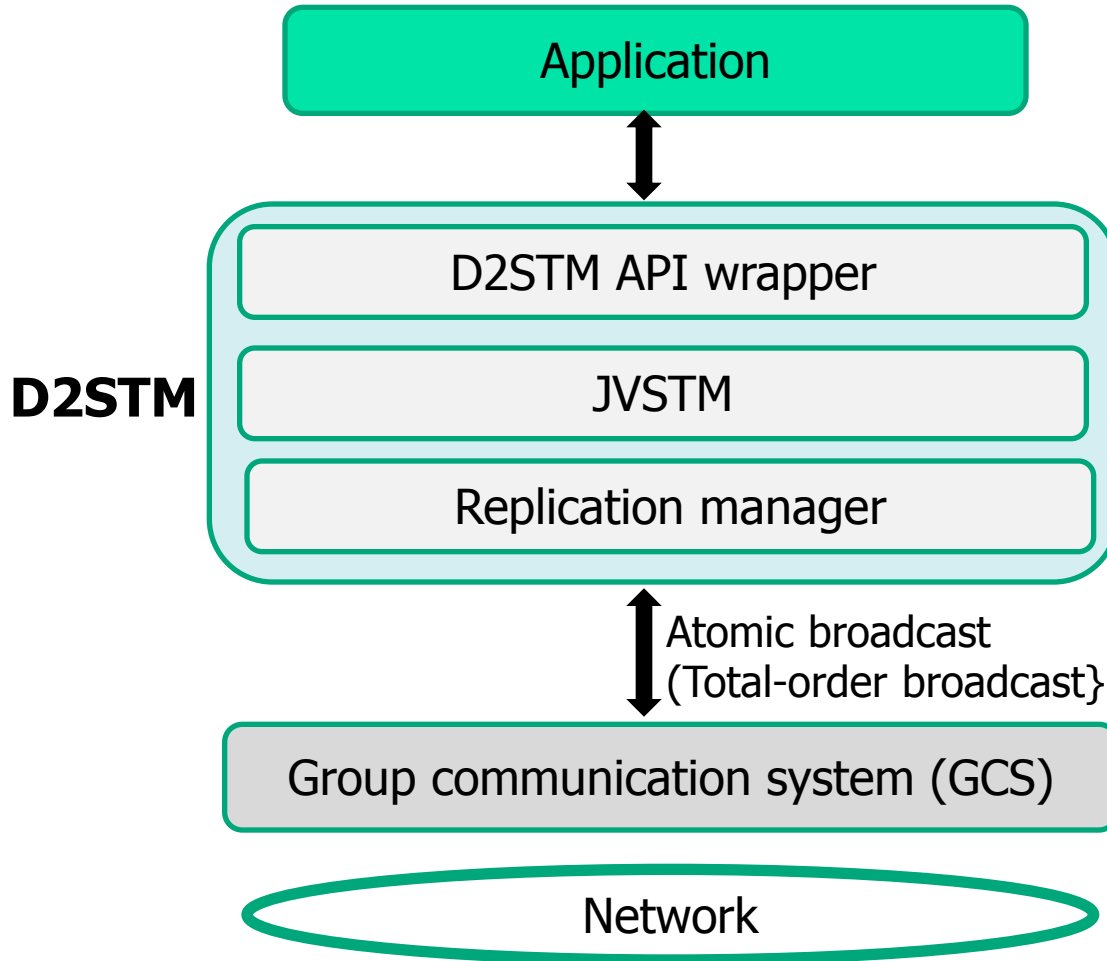 Application
D2STM API wrapper
D2STM
JVSTM
Replication manager
Atomic broadcast
(Total-order broadcast}
Group communication system (GCS)
Network